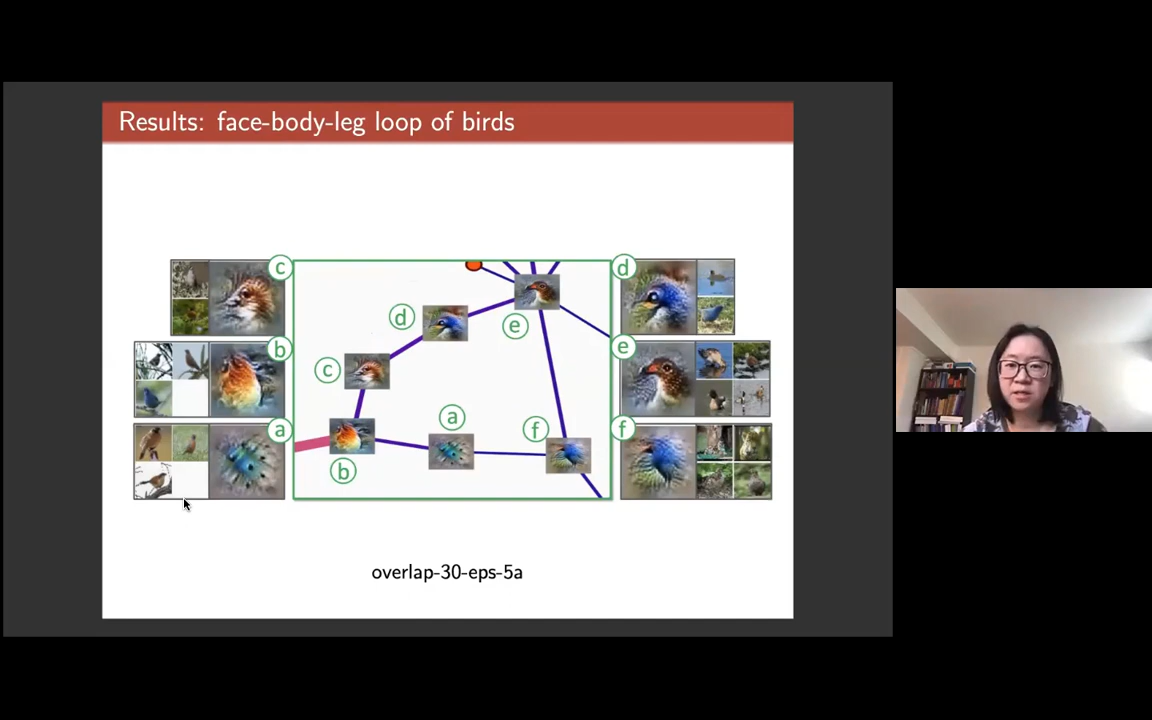 Results: face-body-leg loop of birds
c
d
d
e
b
c
e
a
a
f
f
b
overlap-30-eps-5a